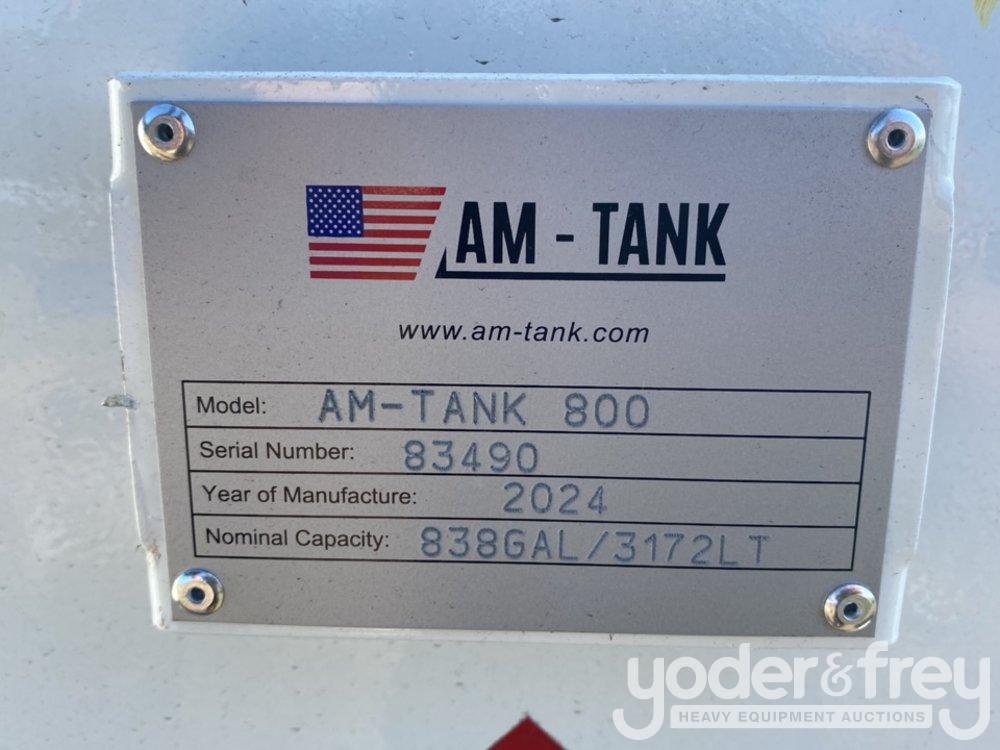 AM - TANK
www.am-tank.com
Model: AM-TANK 800
Serial Number: 83490
Year of Manufacture: 2024
Nominal Capacity: 838GAL/3172LT
yoder&frey
HEAVY EQUIPMENT AUCTIONS